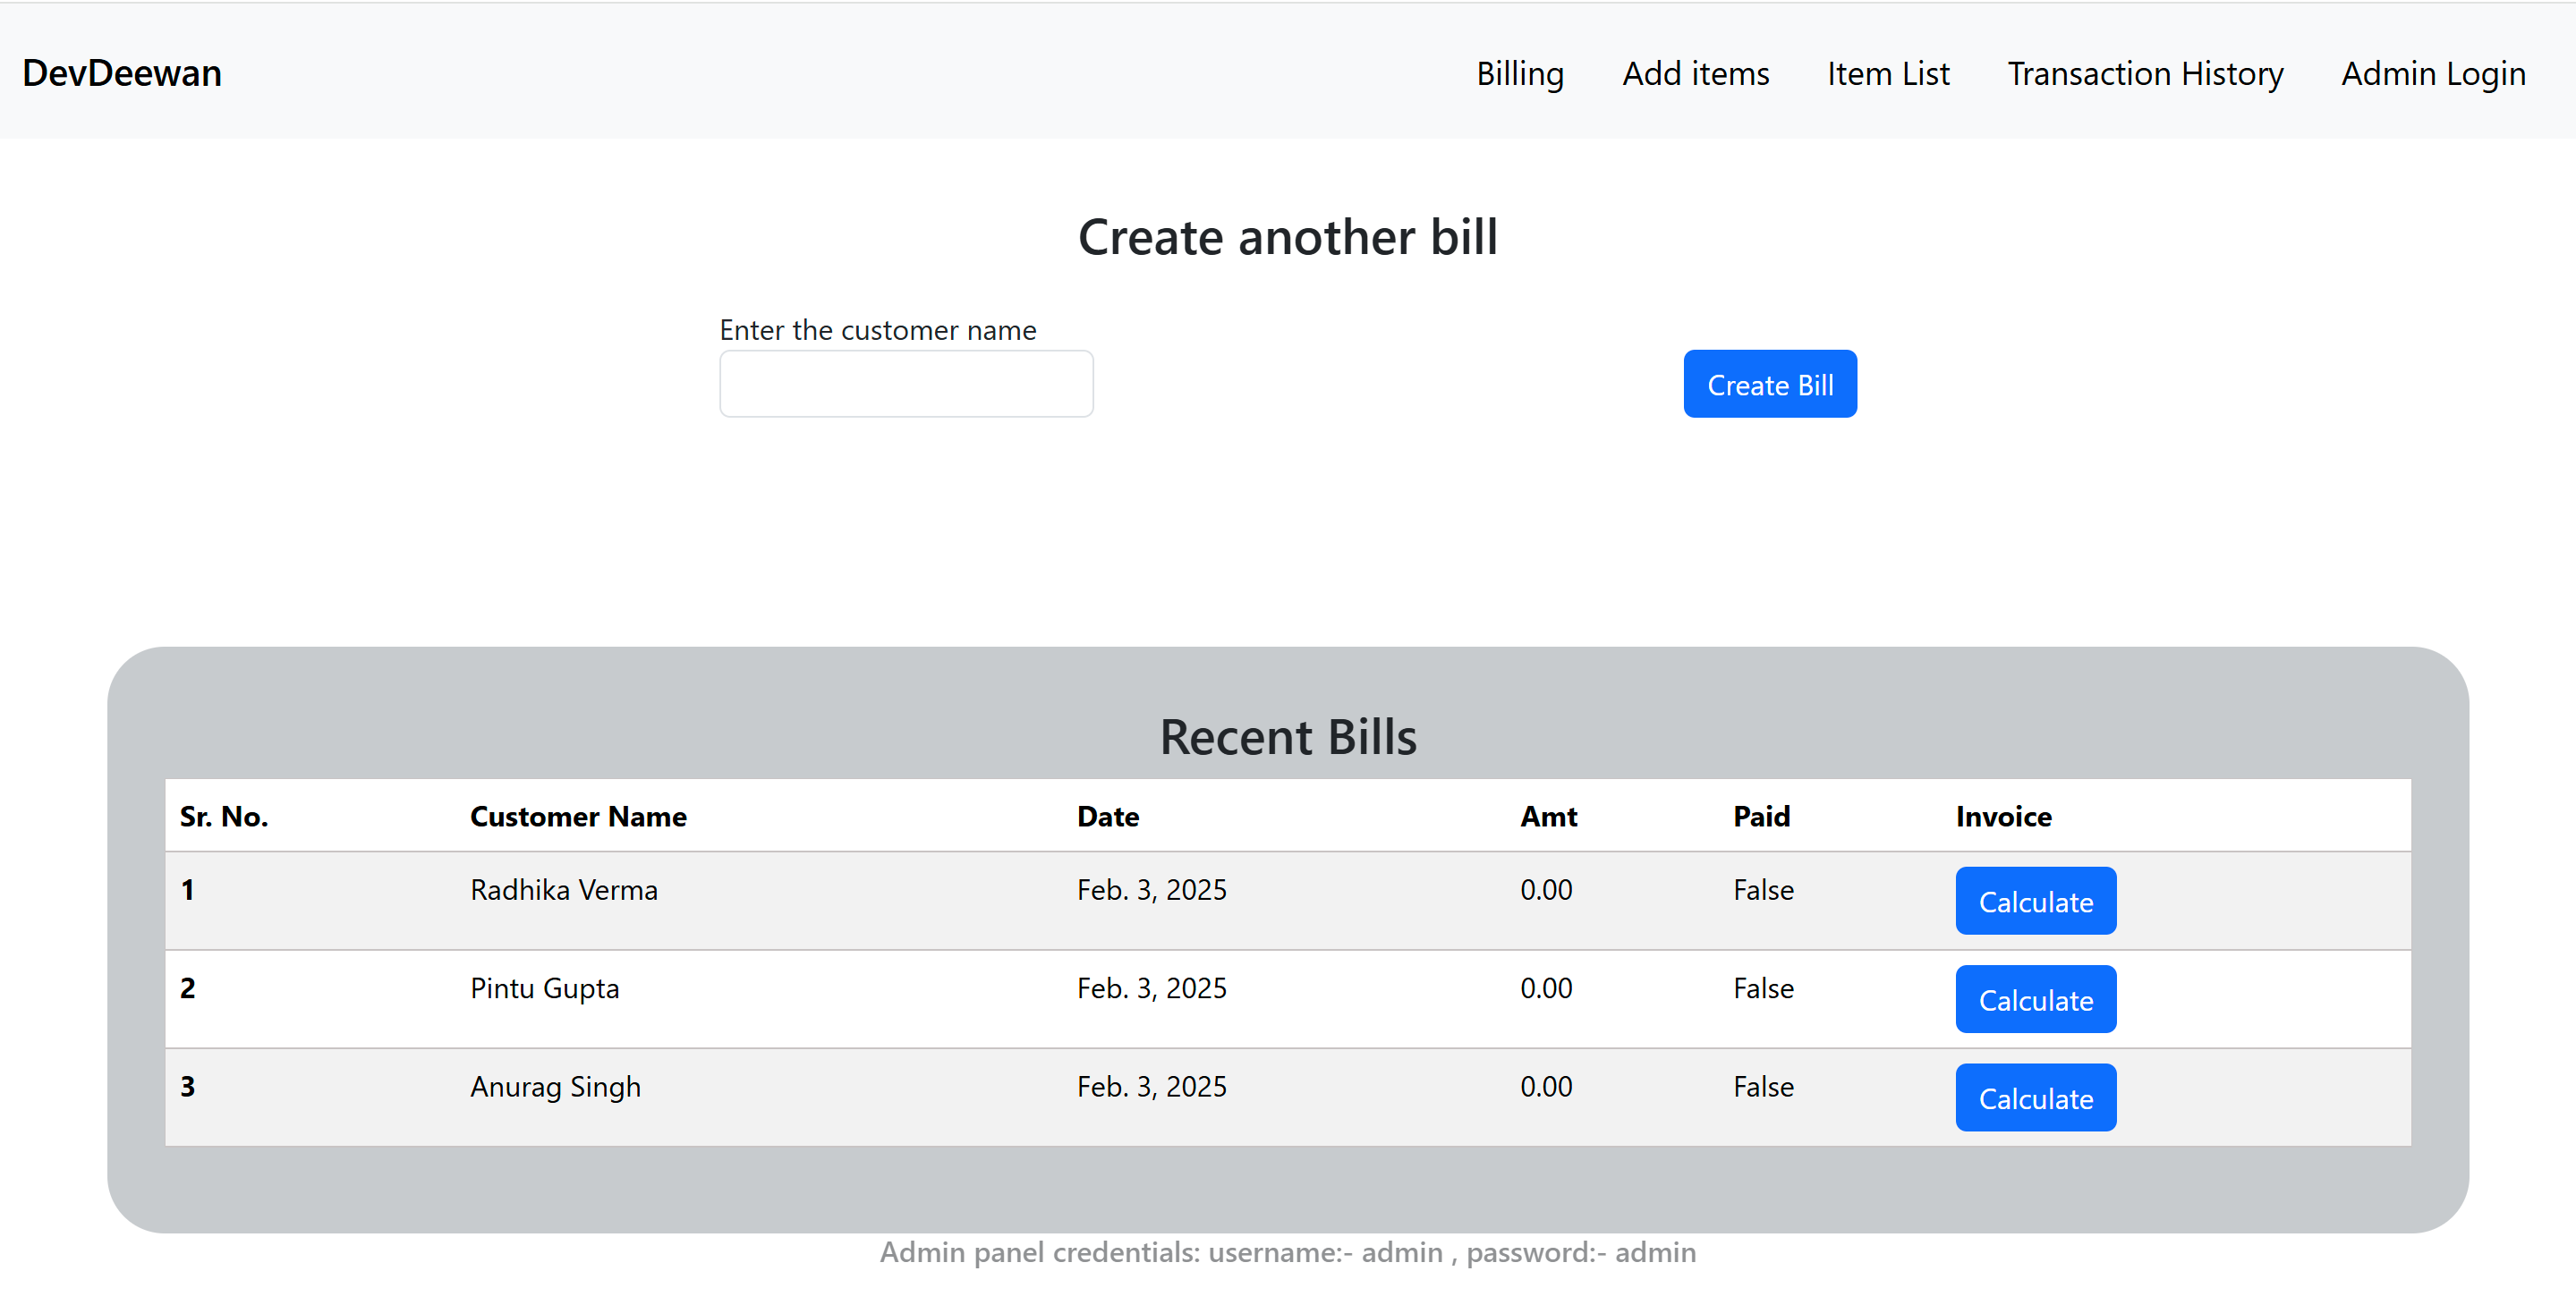 DevDeewan Billing Add items Item List Transaction History Admin Login
Create another bill
Enter the customer name
Create Bill
Recent Bills
Sr. No. Customer Name Date Amt Paid Invoice
1 Radhika Verma Feb. 3, 2025 0.00 False Calculate
2 Pintu Gupta Feb. 3, 2025 0.00 False Calculate
3 Anurag Singh Feb. 3, 2025 0.00 False Calculate
Admin panel credentials: username:- admin , password:- admin